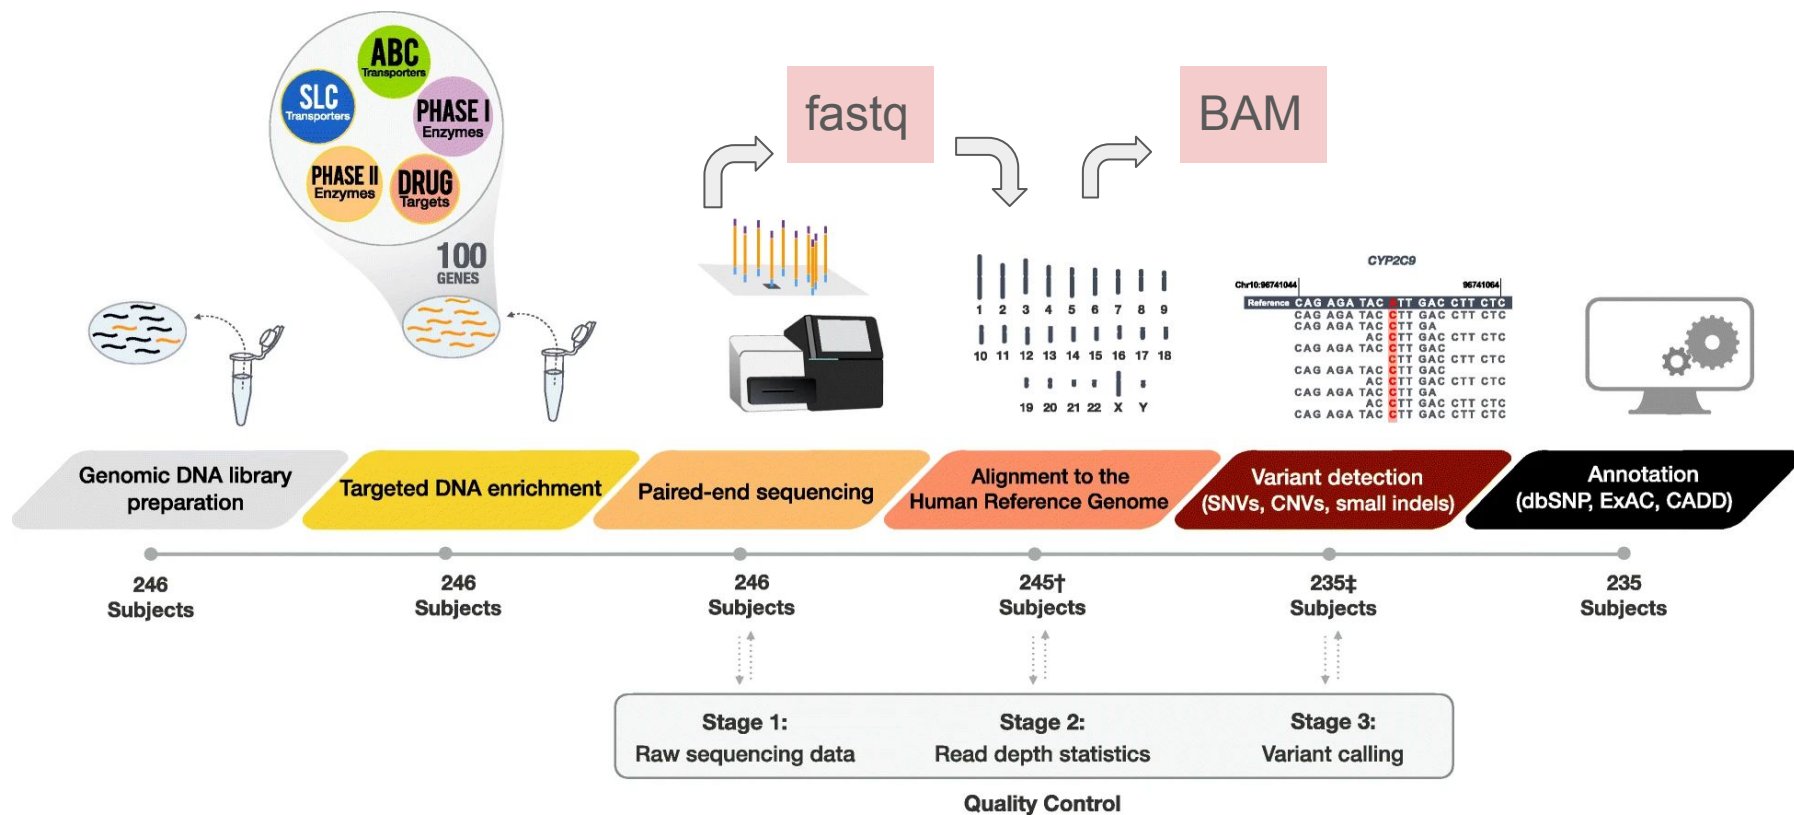 ABC
Transporters
SLC
Transporters
PHASE I
Enzymes
PHASE II
Enzymes
DRUG
Targets
100
GENES
fastq
BAM
1 2 3 4 5 6 7 8 9
10 11 12 13 14 15 16 17 18
19 20 21 22 X Y
CYP2C9
Chr10:96741044 96741064
Reference CAG AGA TAC ATT GAC CTT CTC
CAG AGA TAC CTT GAC CTT CTC
CAG AGA TAC CTT GA
AC CTT GAC CTT CTC
CAG AGA TAC CTT GAC
C
CAG AGA TAC CTT GAC
AC CTT GAC CTT CTC
CAG AGA TAC CTT GA
AC CTT GAC CTT CTC
CAG AGA TAC CTT GAC CTT CTC
Genomic DNA library
preparation
Targeted DNA enrichment
Paired-end sequencing
Alignment to the
Human Reference Genome
Variant detection
(SNVs, CNVs, small indels)
Annotation
(dbSNP, ExAC, CADD)
246
Subjects
246
Subjects
246
Subjects
245†
Subjects
235‡
Subjects
235
Subjects
Stage 1:
Raw sequencing data
Stage 2:
Read depth statistics
Stage 3:
Variant calling
Quality Control